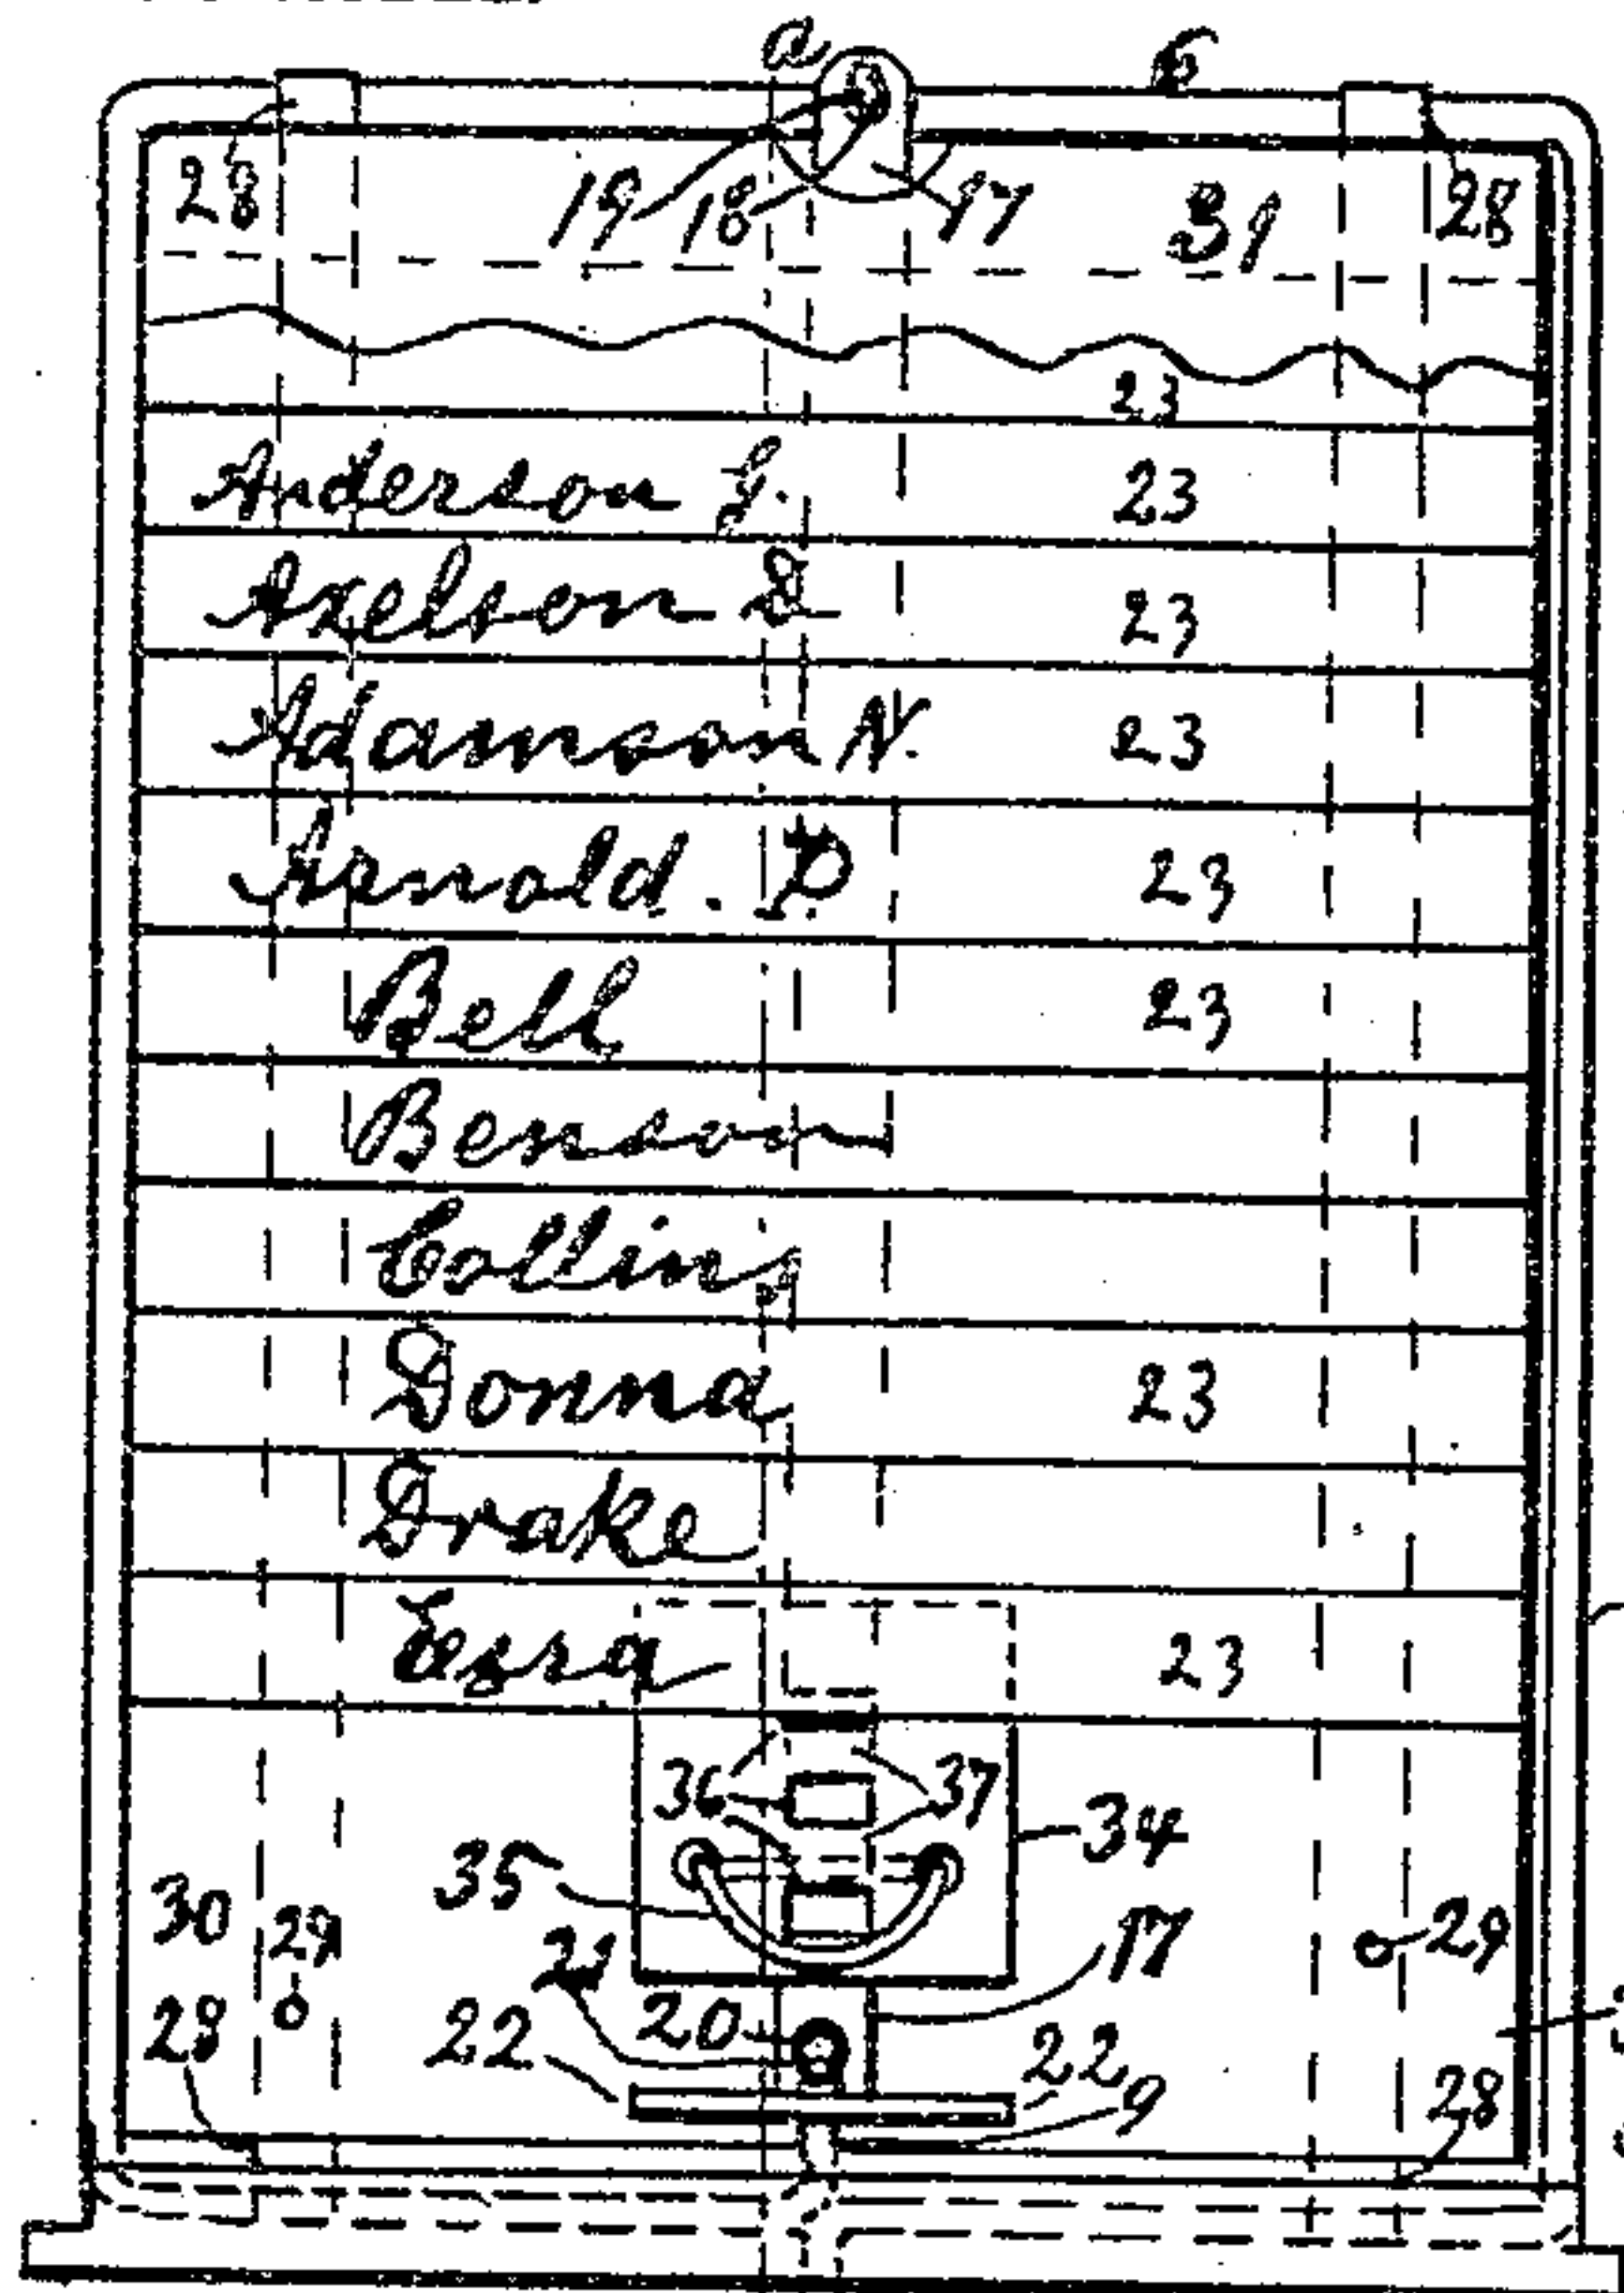 a 6
28 19 18 17 31 28
23
Anderson G. 23
Axelson D 23
Adamson N. 23
Arnold. P 23
Bell 23
Benson
Collins
Donna 23
Drake
Ezra 23
36 37 34
35
30 29 21 17 29
28 22 20 22 9 28